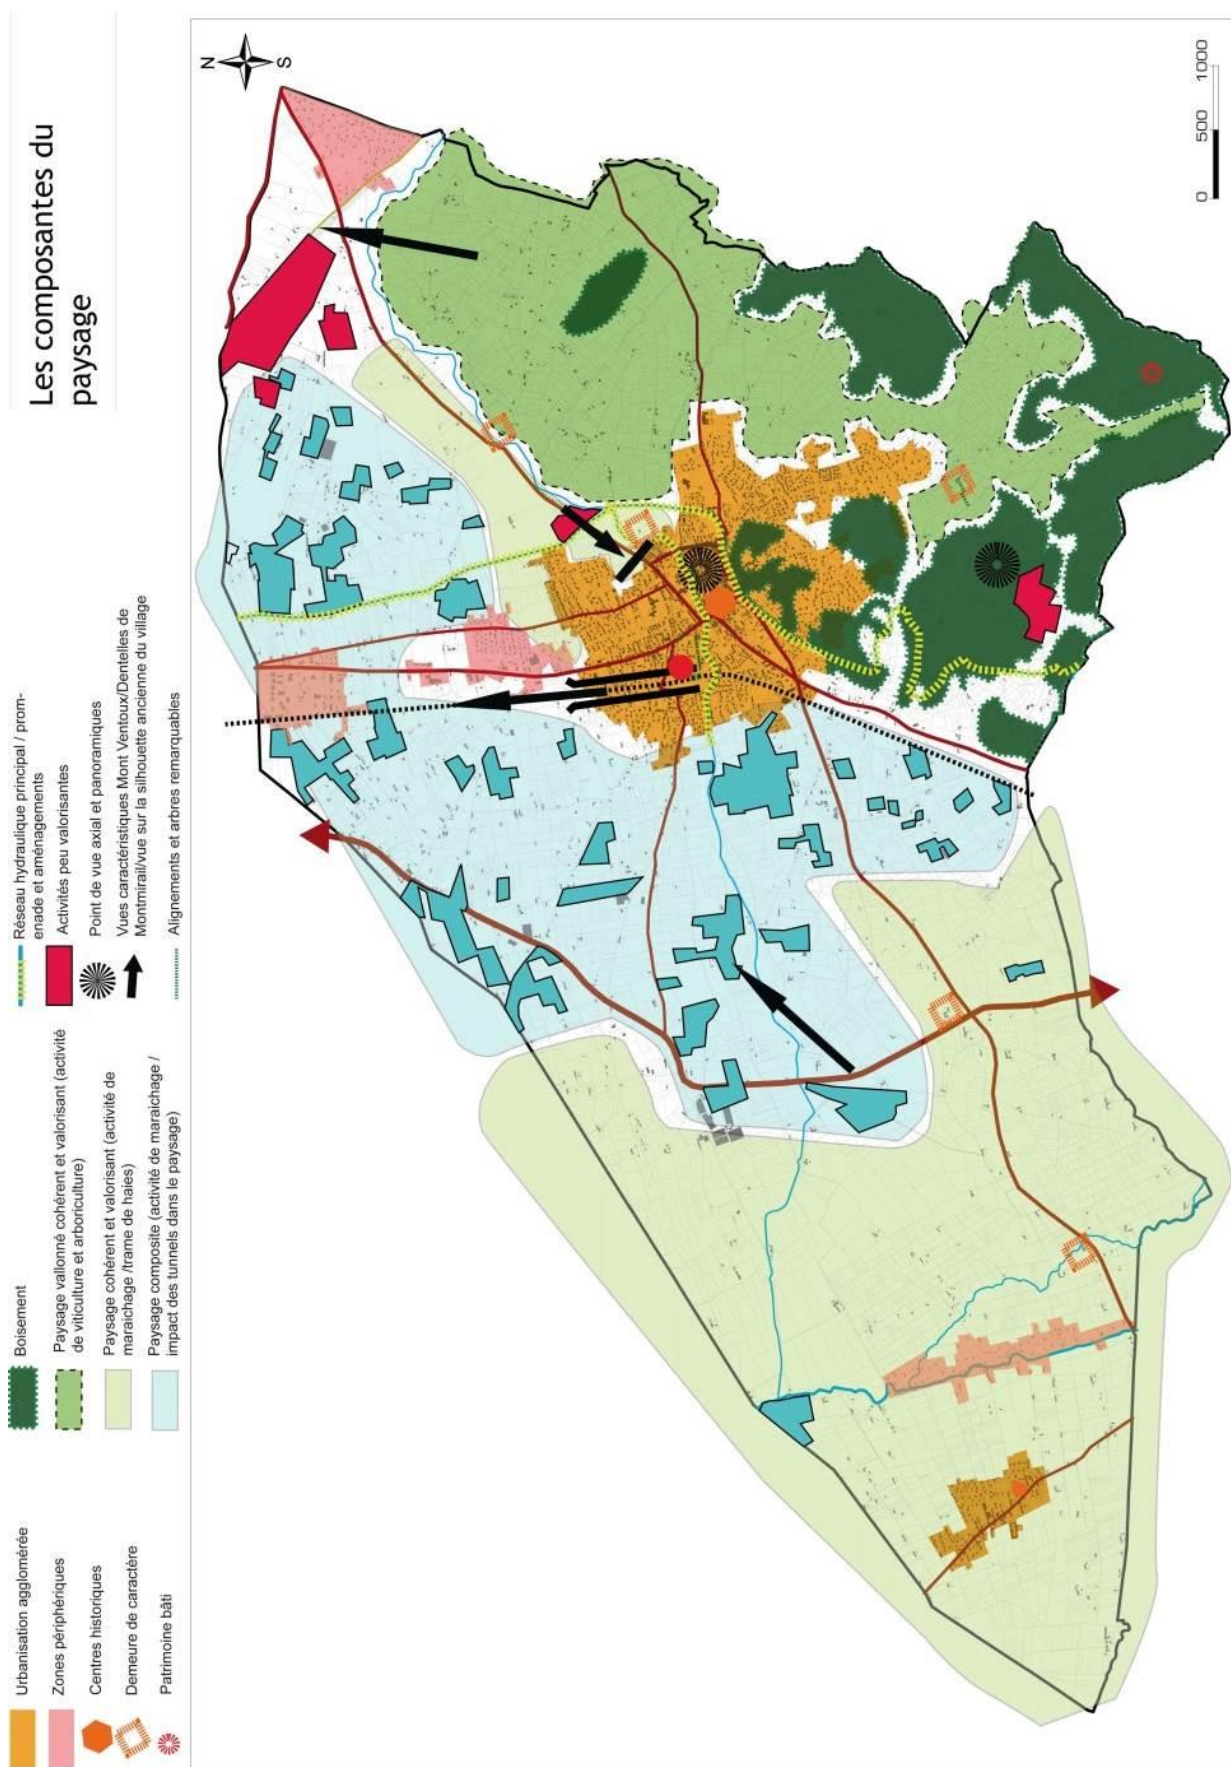 Les composantes du
paysage
N
S
0 500 1000
Urbanisation agglomérée
Zones périphériques
Centres historiques
Demeure de caractère
Patrimoine bâti
Boisement
Paysage vallonné cohérent et valorisant (activité
de viticulture et arboriculture)
Paysage cohérent et valorisant (activité de
maraichage /trame de haies)
Paysage composite (activité de maraichage /
impact des tunnels dans le paysage)
Réseau hydraulique principal / prom-
enade et aménagements
Activités peu valorisantes
Point de vue axial et panoramiques
Vues caractéristiques Mont Ventoux/Dentelles de
Montmirail/vue sur la silhouette ancienne du village
Alignements et arbres remarquables